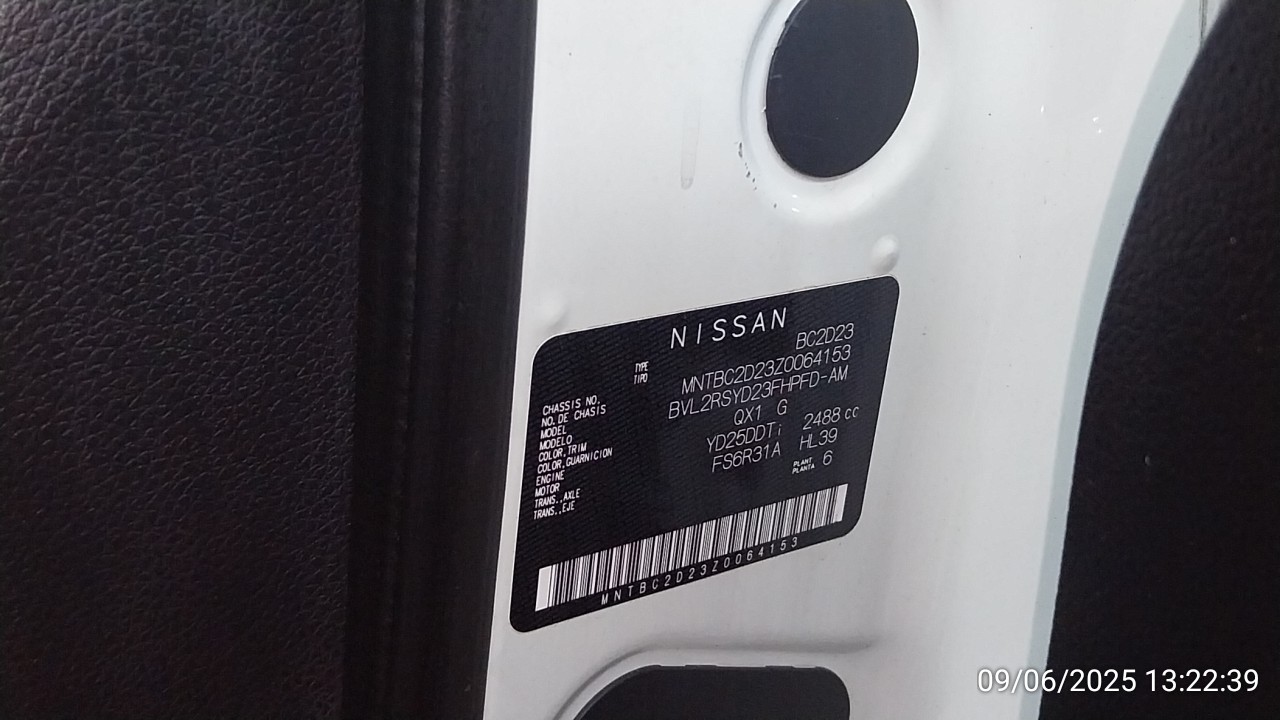 NISSAN
TYPE BC2D23
TIPO
CHASSIS NO. MNTBC2D23Z0064153
NO. DE CHASIS
MODEL BVL2RSYD23FHPFD-AM
MODELO
COLOR,TRIM QX1 G
COLOR,GUARNICION
ENGINE YD25DDTi 2488 cc
MOTOR
TRANS.,AXLE FS6R31A HL39
TRANS.,EJE
PLANT 6
PLANTA
MNTBC2D23Z0064153
09/06/2025 13:22:39